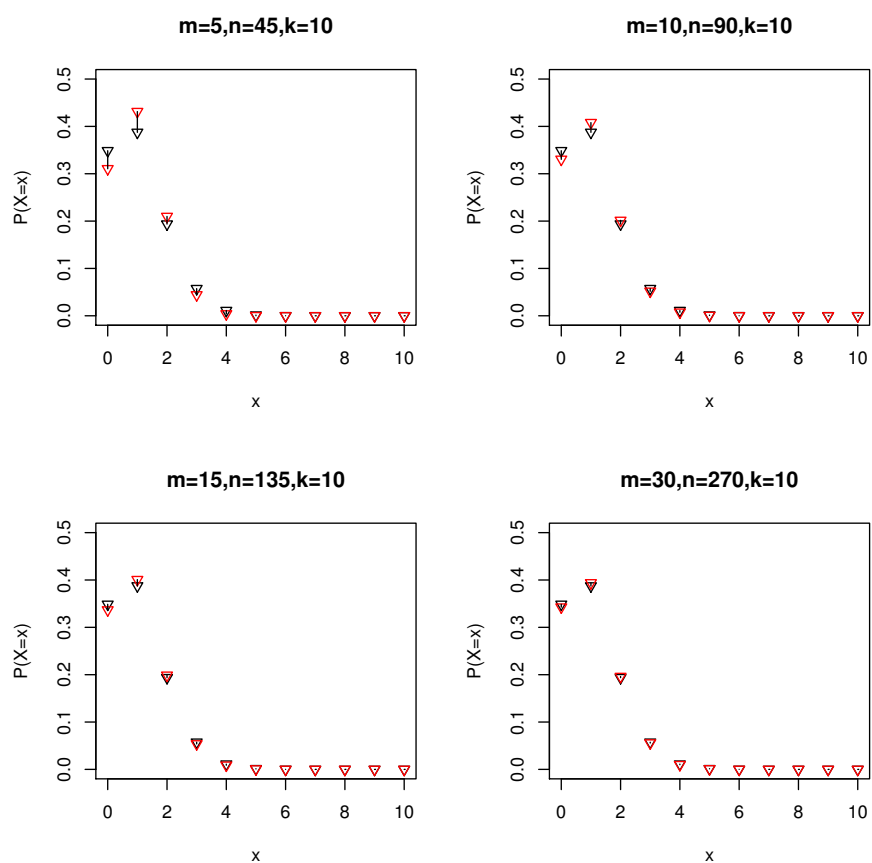 m=5,n=45,k=10
P(X=x)
0.0 0.1 0.2 0.3 0.4 0.5
0 2 4 6 8 10
x
m=10,n=90,k=10
P(X=x)
0.0 0.1 0.2 0.3 0.4 0.5
0 2 4 6 8 10
x
m=15,n=135,k=10
P(X=x)
0.0 0.1 0.2 0.3 0.4 0.5
0 2 4 6 8 10
x
m=30,n=270,k=10
P(X=x)
0.0 0.1 0.2 0.3 0.4 0.5
0 2 4 6 8 10
x